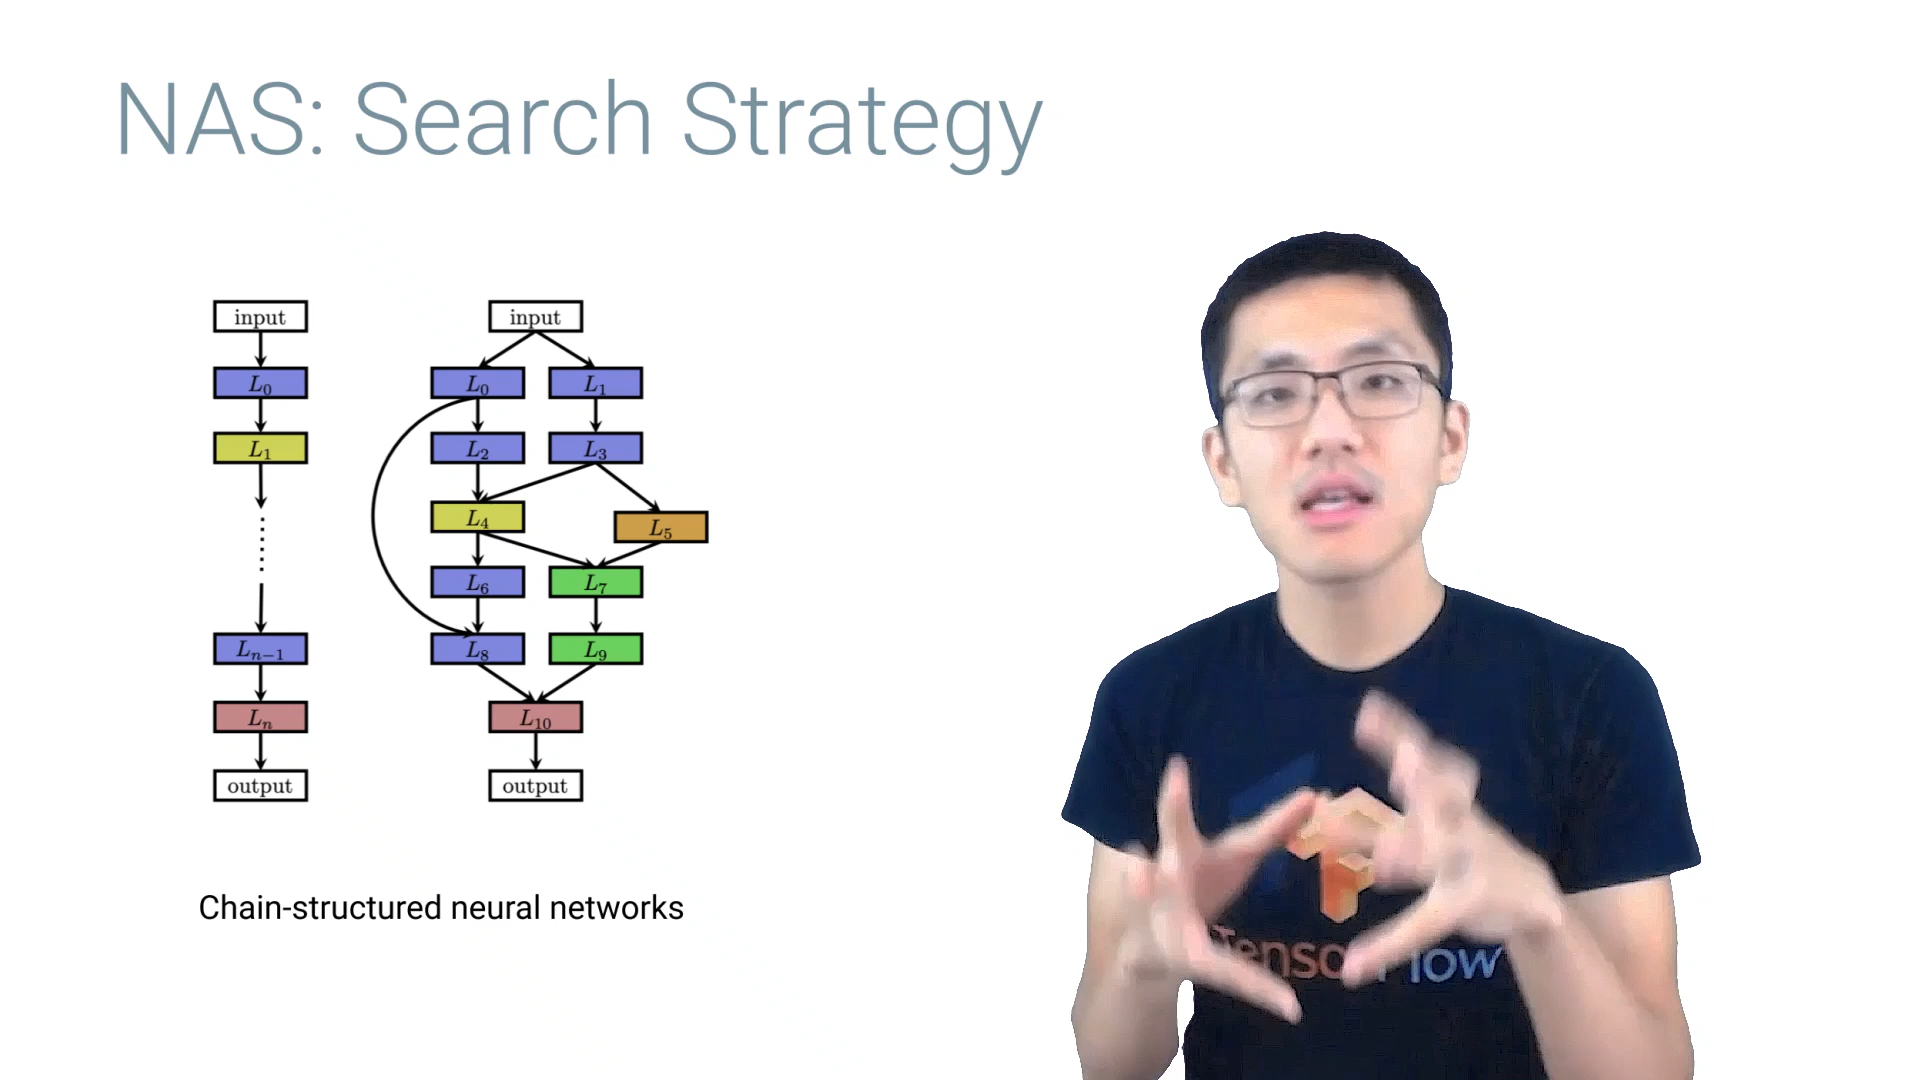 NAS: Search Strategy
input
L0
L1
Ln−1
Ln
output
input
L0 L1
L2 L3
L4
L5
L6 L7
L8 L9
L10
output
Chain-structured neural networks